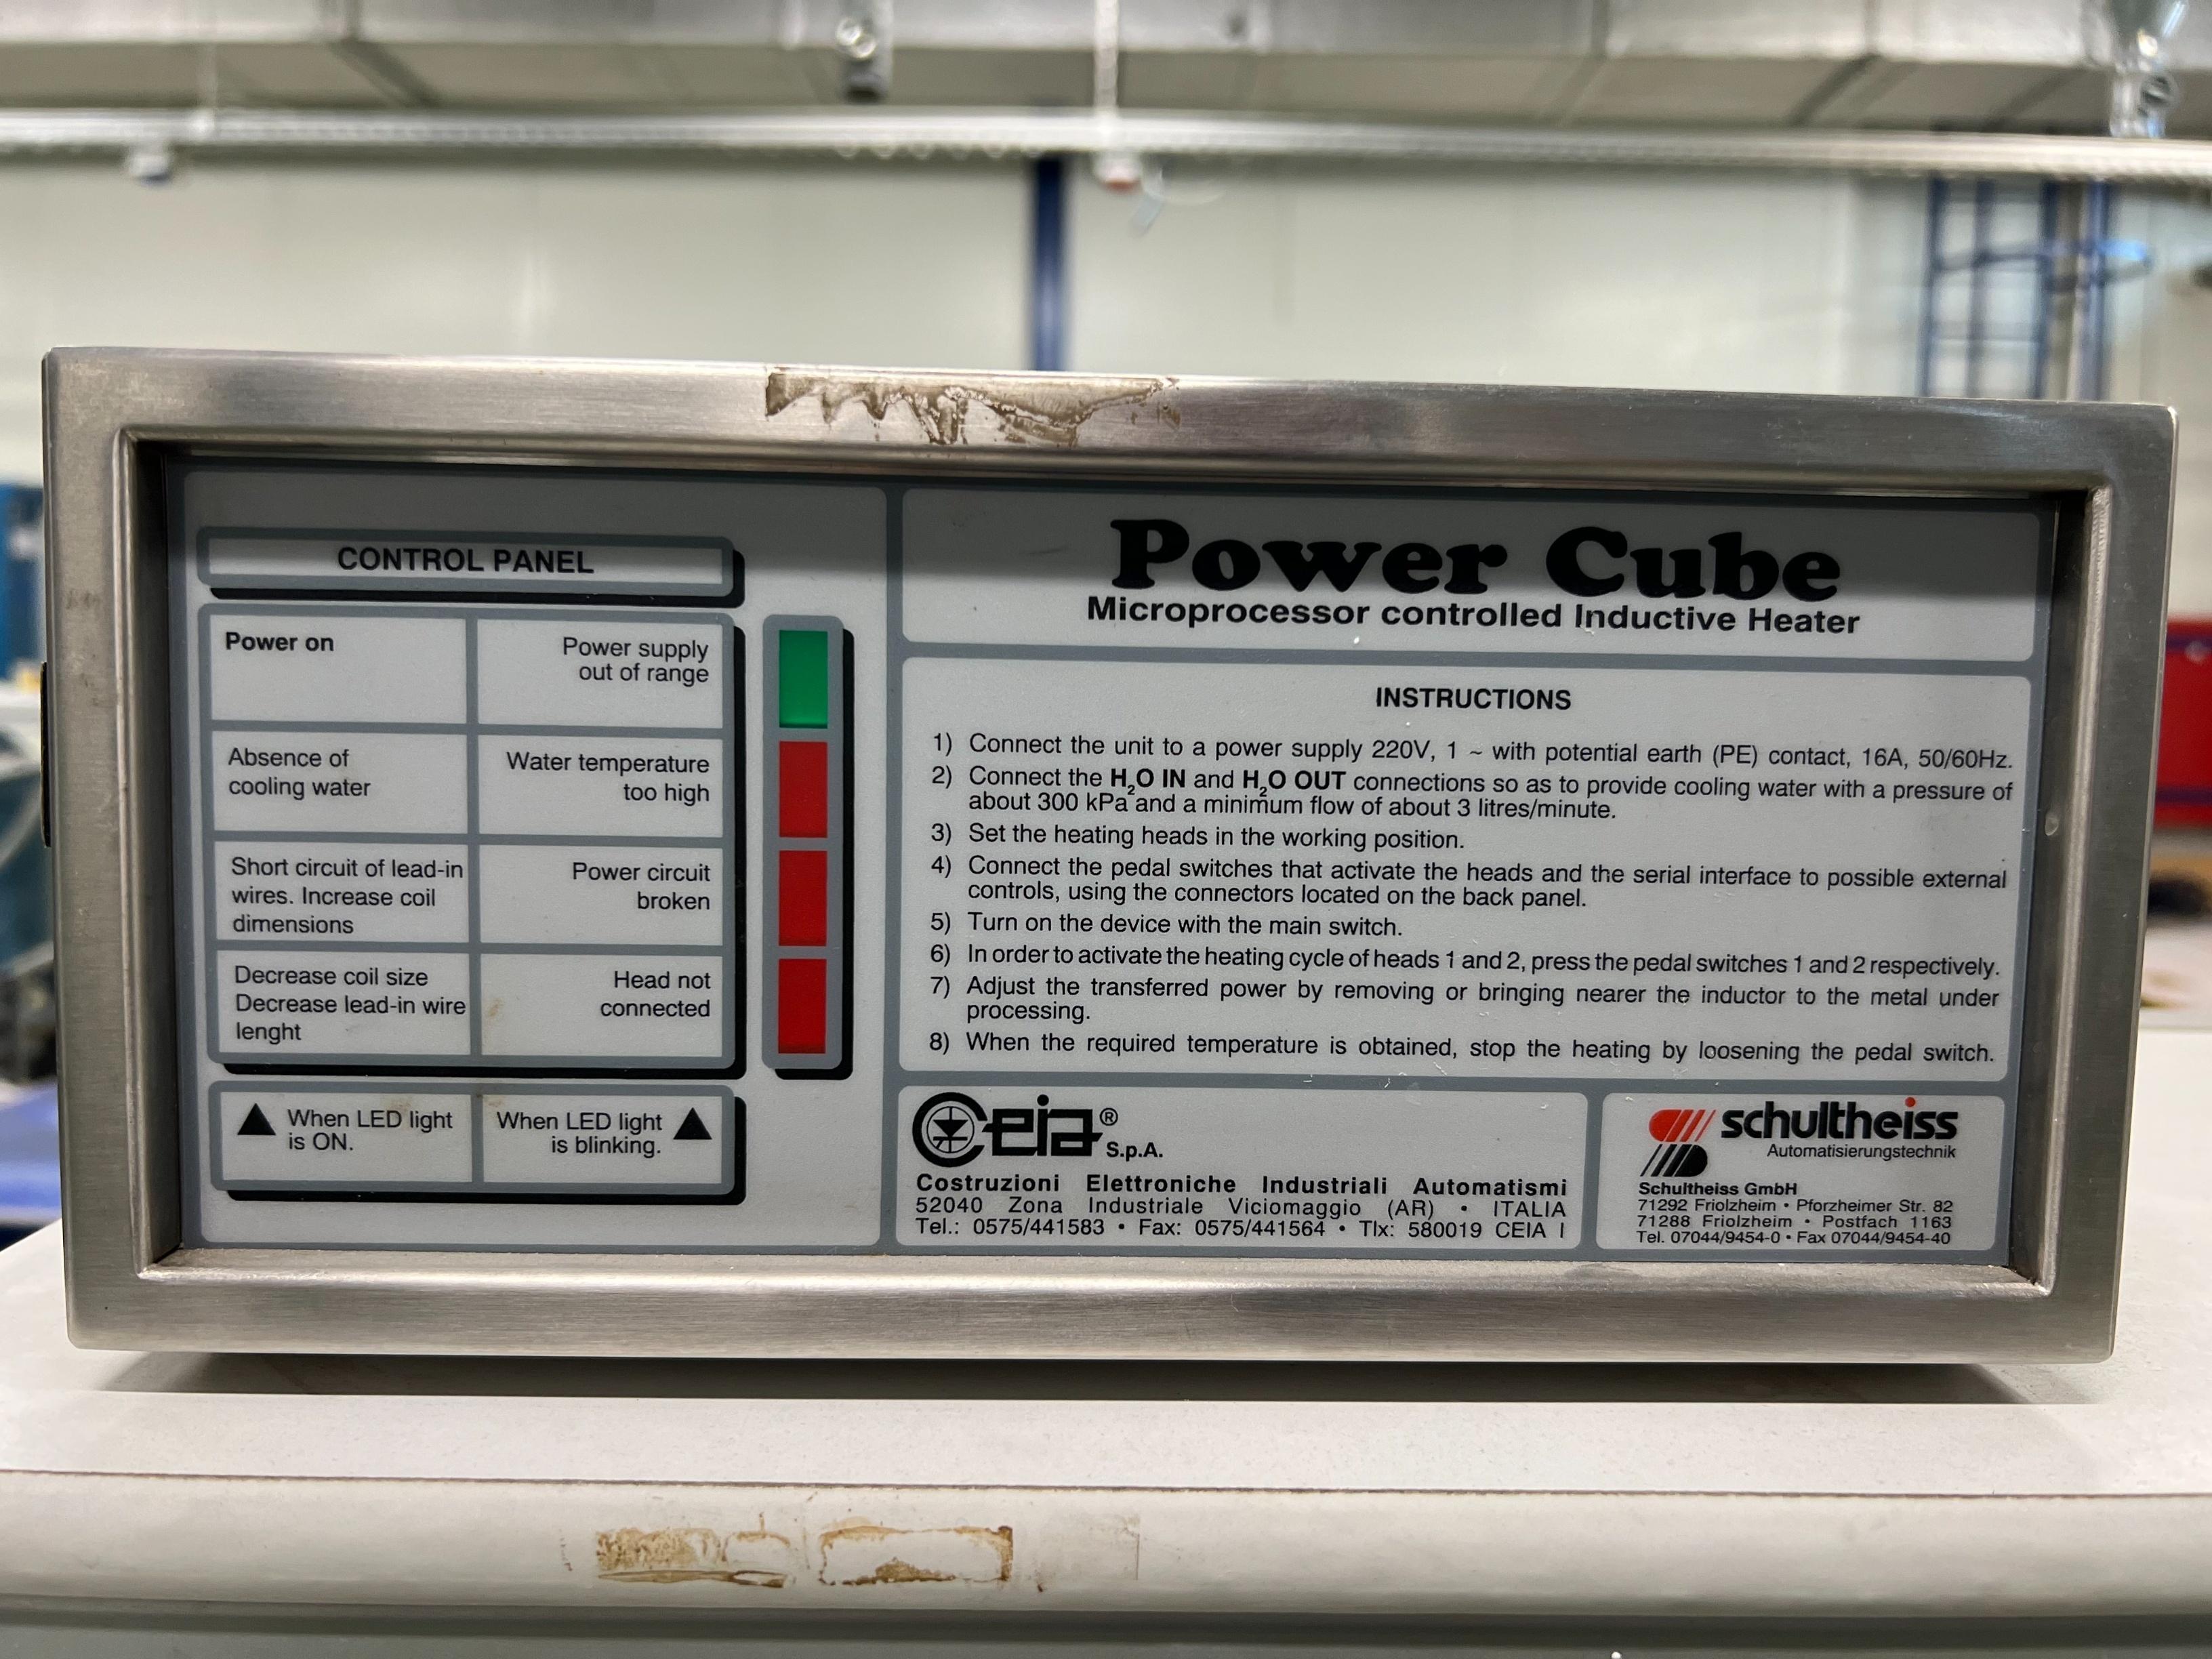 CONTROL PANEL
Power on
Power supply
out of range
Absence of
cooling water
Water temperature
too high
Short circuit of lead-in
wires. Increase coil
dimensions
Power circuit
broken
Decrease coil size
Decrease lead-in wire
lenght
Head not
connected
▲ When LED light
is ON.
When LED light ▲
is blinking.
Power Cube
Microprocessor controlled Inductive Heater
INSTRUCTIONS
1) Connect the unit to a power supply 220V, 1 ~ with potential earth (PE) contact, 16A, 50/60Hz.
2) Connect the H₂O IN and H₂O OUT connections so as to provide cooling water with a pressure of
about 300 kPa and a minimum flow of about 3 litres/minute.
3) Set the heating heads in the working position.
4) Connect the pedal switches that activate the heads and the serial interface to possible external
controls, using the connectors located on the back panel.
5) Turn on the device with the main switch.
6) In order to activate the heating cycle of heads 1 and 2, press the pedal switches 1 and 2 respectively.
7) Adjust the transferred power by removing or bringing nearer the inductor to the metal under
processing.
8) When the required temperature is obtained, stop the heating by loosening the pedal switch.
Ceia® S.p.A.
Costruzioni Elettroniche Industriali Automatismi
52040 Zona Industriale Viciomaggio (AR) • ITALIA
Tel.: 0575/441583 • Fax: 0575/441564 • Tlx: 580019 CEIA I
schultheiss
Automatisierungstechnik
Schultheiss GmbH
71292 Friolzheim • Pforzheimer Str. 82
71288 Friolzheim • Postfach 1163
Tel. 07044/9454-0 • Fax 07044/9454-40